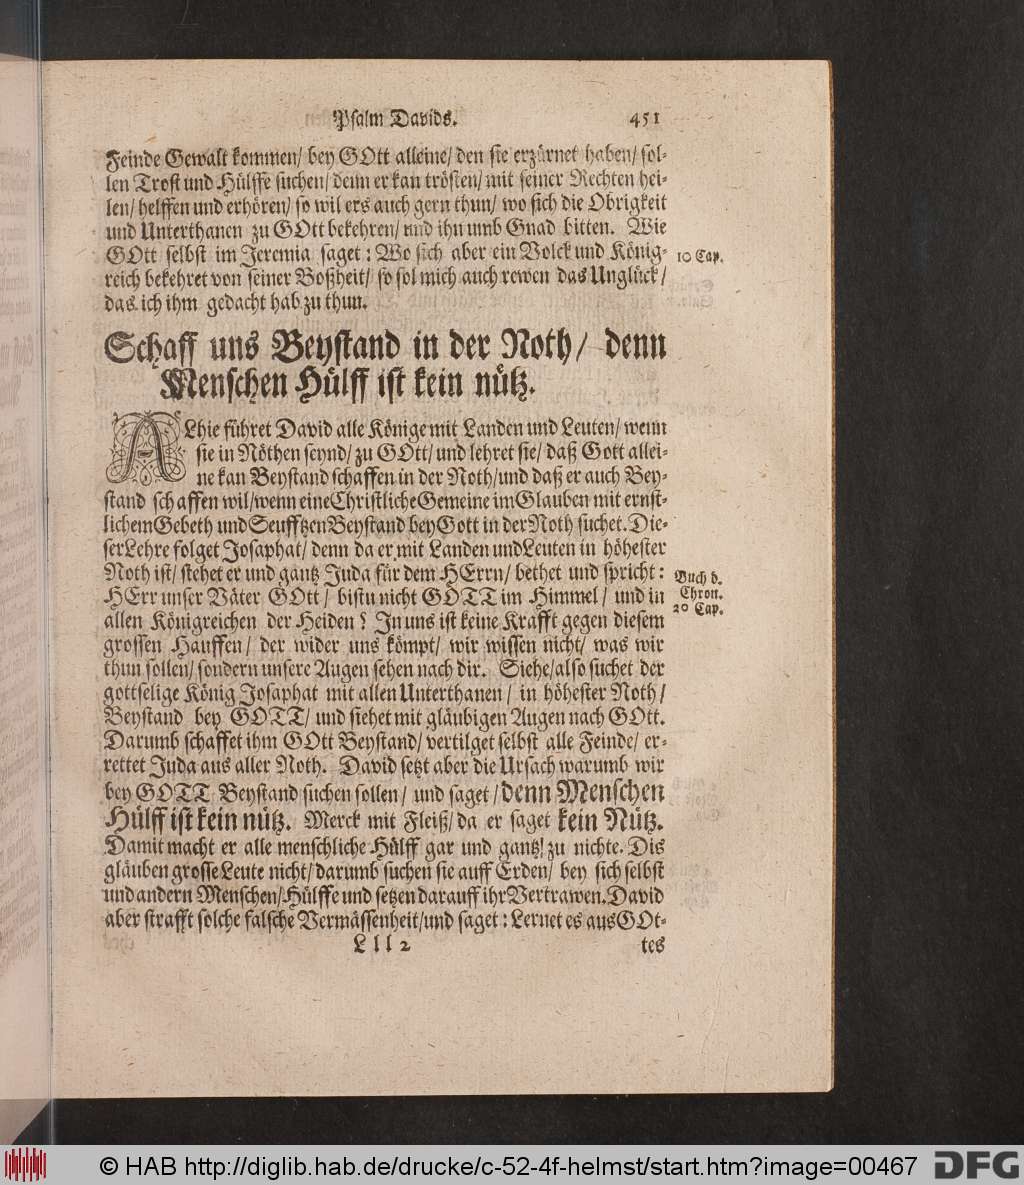 Psalm Davids. 451
Feinde Gewalt kommen/ bey GOtt alleine/ den sie erzürnet haben/ sol-
len Trost und Hülffe suchen/ denn er kan trösten/ mit seiner Rechten hei-
len/ helffen und erhören/ so wil ers auch gern thun/ wo sich die Obrigkeit
und Unterthanen zu GOtt bekehren/ und ihn umb Gnad bitten. Wie
GOtt selbst im Jeremia saget: Wo sich aber ein Volck und König-
10 Cap.
reich bekehret von seiner Boßheit/ so sol mich auch rewen das Unglück/
das ich ihm gedacht hab zu thun.
Schaff uns Beystand in der Noth/ denn
Menschen Hülff ist kein nütz.
ALhie führet David alle Könige mit Landen und Leuten/ wenn
sie in Nöthen seynd/ zu GOtt/ und lehret sie/ daß Gott allei-
ne kan Beystand schaffen in der Noth/ und daß er auch Bey-
stand schaffen wil/ wenn eine Christliche Gemeine im Glauben mit ernst-
lichem Gebeth und Seufftzen Beystand bey Gott in der Noth suchet. Die-
ser Lehre folget Josaphat/ denn da er mit Landen und Leuten in höhester
Noth ist/ stehet er und gantz Juda für dem HErrn/ bethet und spricht:
Buch d.
Chron.
20 Cap.
HErr unser Väter GOtt/ bistu nicht GOTT im Himmel/ und in
allen Königreichen der Heiden? In uns ist keine Krafft gegen diesem
grossen Hauffen/ der wider uns kömpt/ wir wissen nicht/ was wir
thun sollen/ sondern unsere Augen sehen nach dir. Siehe/ also suchet der
gottselige König Josaphat mit allen Unterthanen/ in höhester Noth/
Beystand bey GOTT/ und siehet mit gläubigen Augen nach GOtt.
Darumb schaffet ihm GOtt Beystand/ vertilget selbst alle Feinde/ er-
rettet Juda aus aller Noth. David setzt aber die Ursach warumb wir
bey GOTT Beystand suchen sollen/ und saget/ denn Menschen
Hülff ist kein nütz. Merck mit Fleiß/ da er saget kein Nütz.
Damit macht er alle menschliche Hülff gar und gantz! zu nichte. Dis
gläuben grosse Leute nicht/ darumb suchen sie auff Erden/ bey sich selbst
und andern Menschen/ Hülffe und setzen darauff ihr Vertrawen. David
aber strafft solche falsche Vermässenheit/ und saget: Lernet es aus GOt-
L l l 2 tes
© HAB http://diglib.hab.de/drucke/c-52-4f-helmst/start.htm?image=00467 DFG